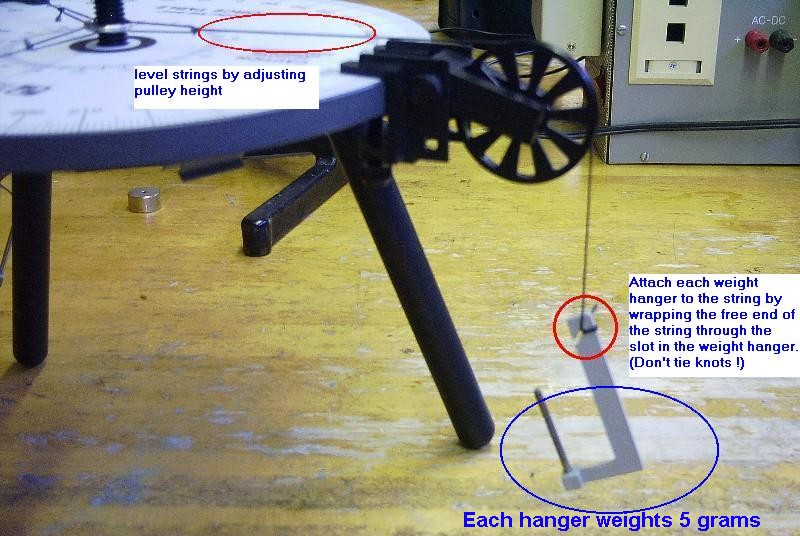 AC-DC
level strings by adjusting
pulley height
Attach each weight
hanger to the string by
wrapping the free end of
the string through the
slot in the weight hanger.
(Don't tie knots !)
Each hanger weights 5 grams